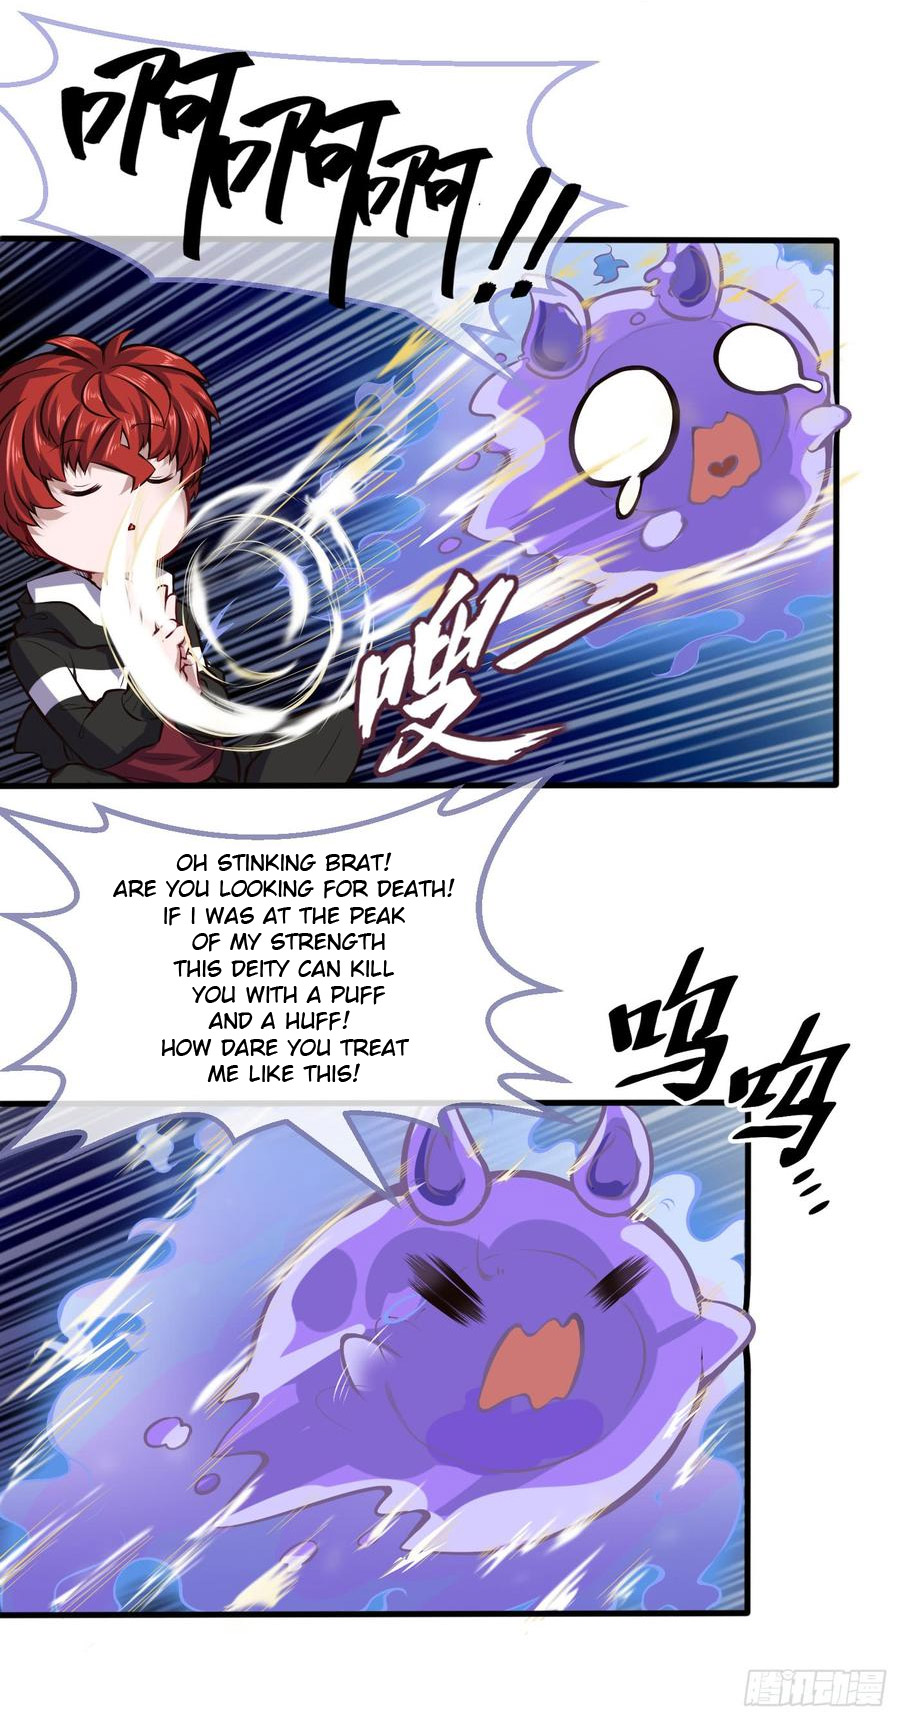 啊啊啊!!
嗖—
OH STINKING BRAT!
ARE YOU LOOKING FOR DEATH!
IF I WAS AT THE PEAK
OF MY STRENGTH
THIS DEITY CAN KILL
YOU WITH A PUFF
AND A HUFF!
HOW DARE YOU TREAT
ME LIKE THIS!
呜呜...
腾讯动漫